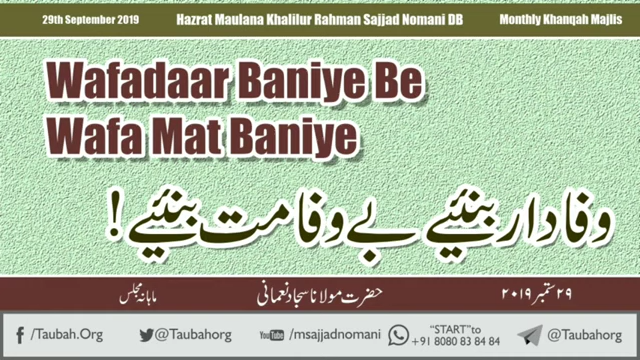 29th September 2019 Hazrat Maulana Khalilur Rahman Sajjad Nomani DB Monthly Khanqah Majlis
Wafadaar Baniye Be
Wafa Mat Baniye
وفادار بنئیے بے وفا مت بنئیے!
۲۹ ستمبر ۲۰۱۹ حضرت مولانا سجاد نعمانی ماہانہ مجلس
f /Taubah.Org @Taubahorg YouTube /msajjadnomani "START" to +91 8080 83 84 84 @Taubahorg